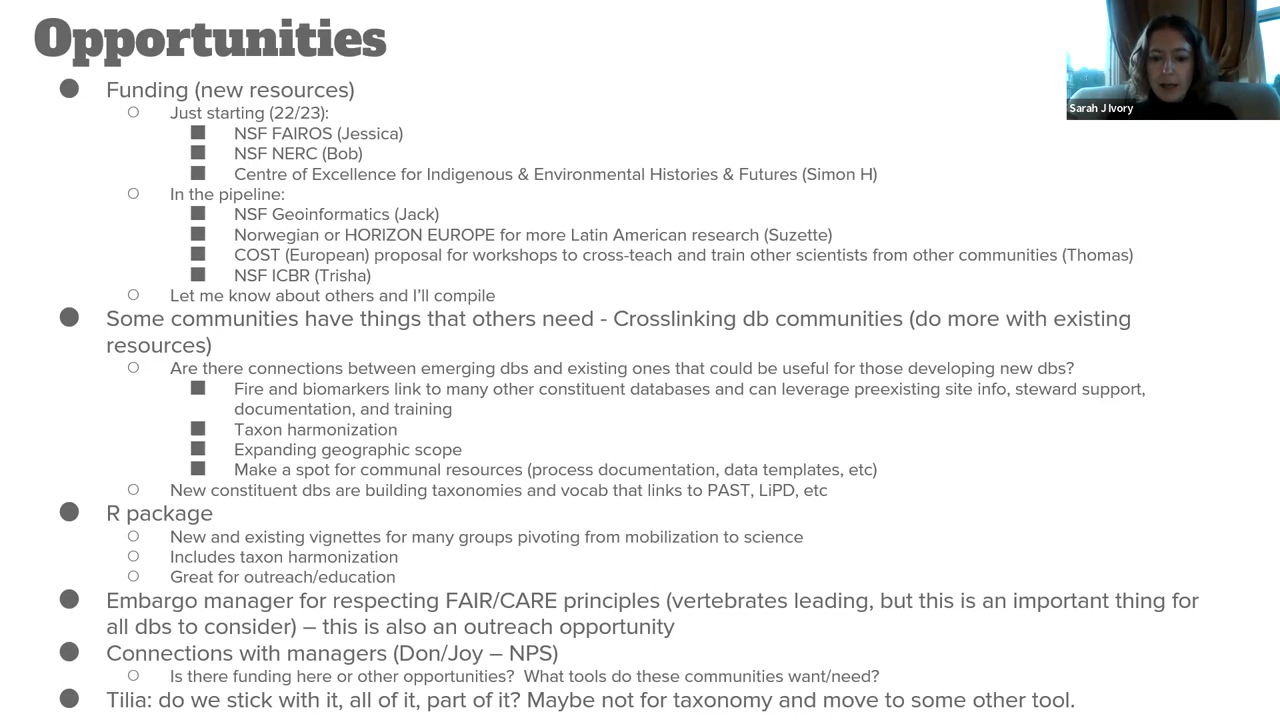 Opportunities
Sarah J Ivory
● Funding (new resources)
○ Just starting (22/23):
■ NSF FAIROS (Jessica)
■ NSF NERC (Bob)
■ Centre of Excellence for Indigenous & Environmental Histories & Futures (Simon H)
○ In the pipeline:
■ NSF Geoinformatics (Jack)
■ Norwegian or HORIZON EUROPE for more Latin American research (Suzette)
■ COST (European) proposal for workshops to cross-teach and train other scientists from other communities (Thomas)
■ NSF ICBR (Trisha)
○ Let me know about others and I'll compile
● Some communities have things that others need - Crosslinking db communities (do more with existing
resources)
○ Are there connections between emerging dbs and existing ones that could be useful for those developing new dbs?
■ Fire and biomarkers link to many other constituent databases and can leverage preexisting site info, steward support,
documentation, and training
■ Taxon harmonization
■ Expanding geographic scope
■ Make a spot for communal resources (process documentation, data templates, etc)
○ New constituent dbs are building taxonomies and vocab that links to PAST, LiPD, etc
● R package
○ New and existing vignettes for many groups pivoting from mobilization to science
○ Includes taxon harmonization
○ Great for outreach/education
● Embargo manager for respecting FAIR/CARE principles (vertebrates leading, but this is an important thing for
all dbs to consider) – this is also an outreach opportunity
● Connections with managers (Don/Joy – NPS)
○ Is there funding here or other opportunities?  What tools do these communities want/need?
● Tilia: do we stick with it, all of it, part of it? Maybe not for taxonomy and move to some other tool.